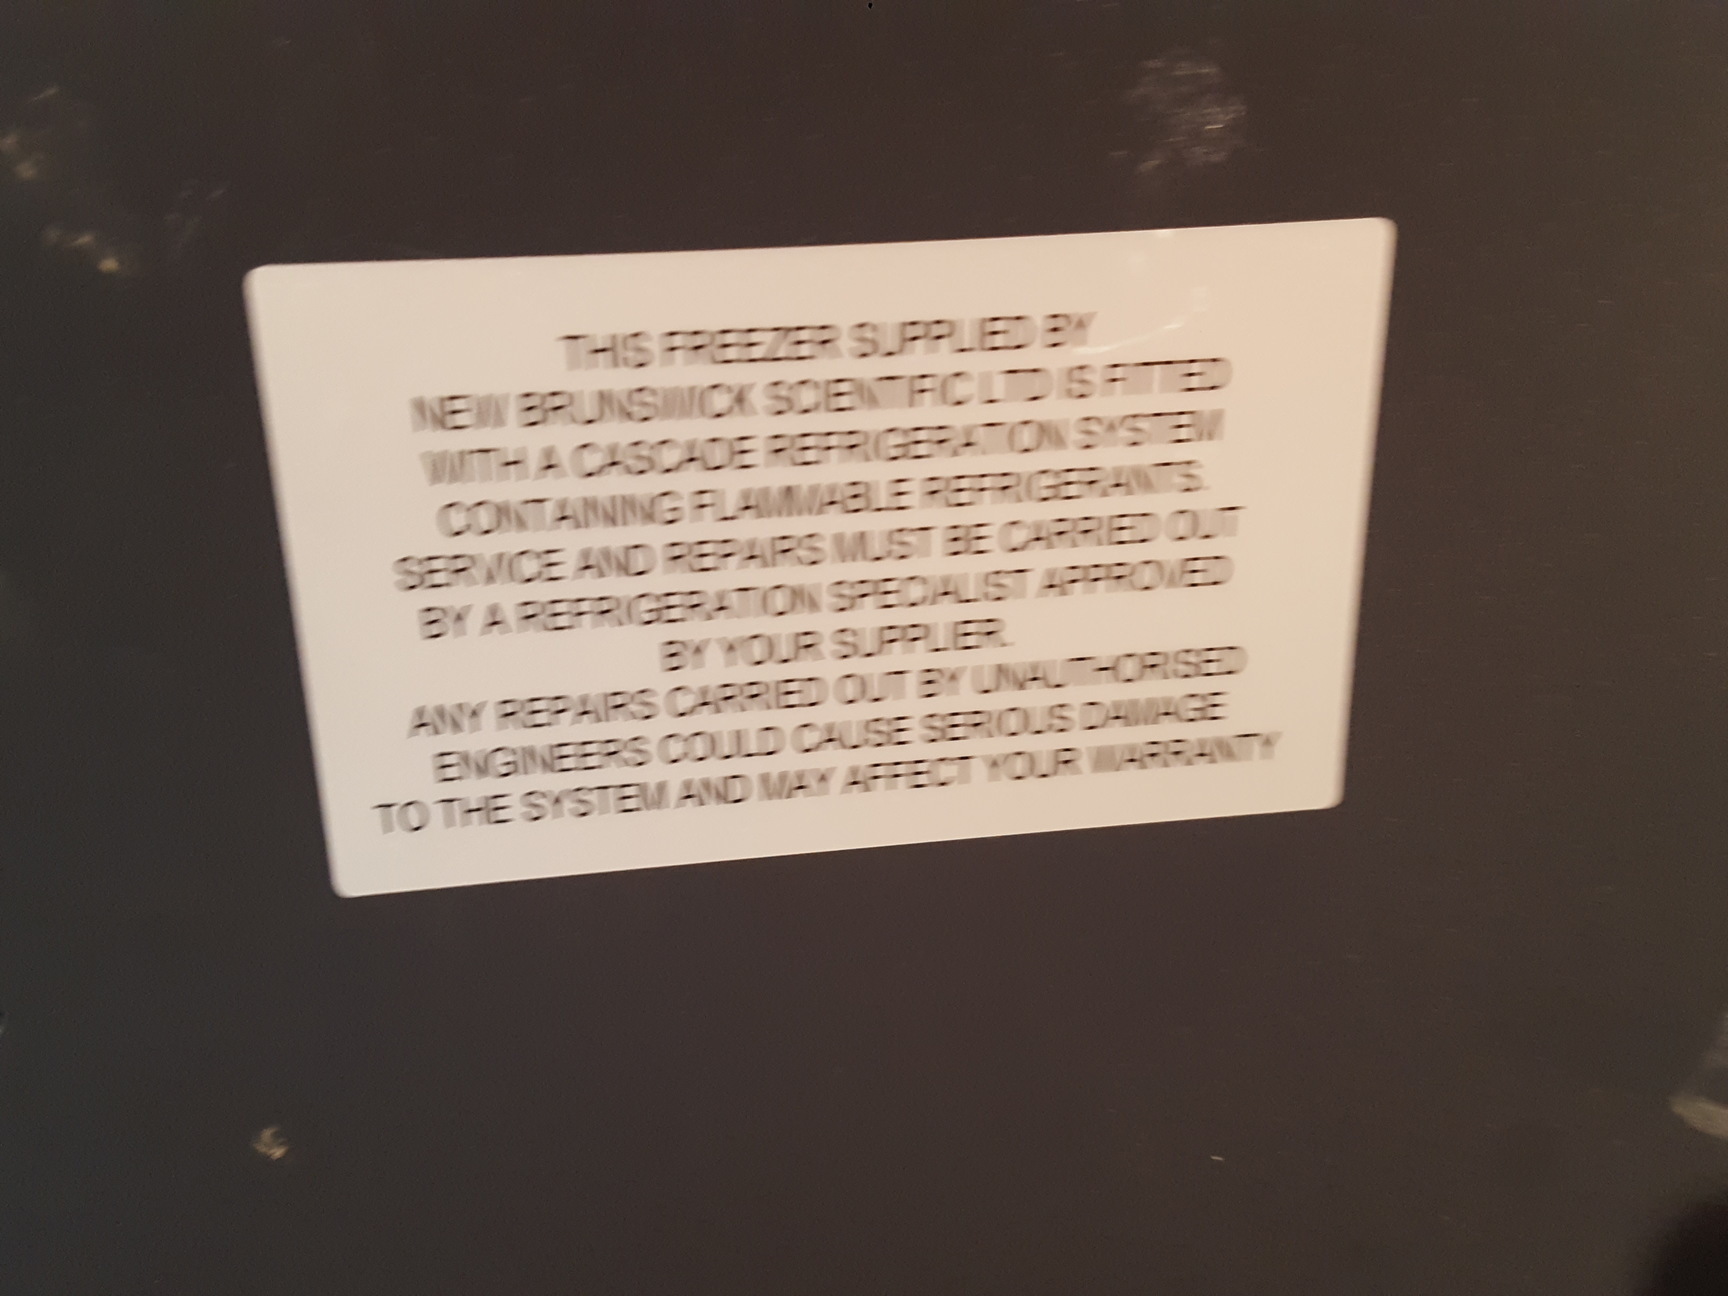 THIS FREEZER SUPPLIED BY
NEW BRUNSWICK SCIENTIFIC LTD IS FITTED
WITH A CASCADE REFRIGERATION SYSTEM
CONTAINING FLAMMABLE REFRIGERANTS.
SERVICE AND REPAIRS MUST BE CARRIED OUT
BY A REFRIGERATION SPECIALIST APPROVED
BY YOUR SUPPLIER.
ANY REPAIRS CARRIED OUT BY UNAUTHORISED
ENGINEERS COULD CAUSE SERIOUS DAMAGE
TO THE SYSTEM AND MAY AFFECT YOUR WARRANTY